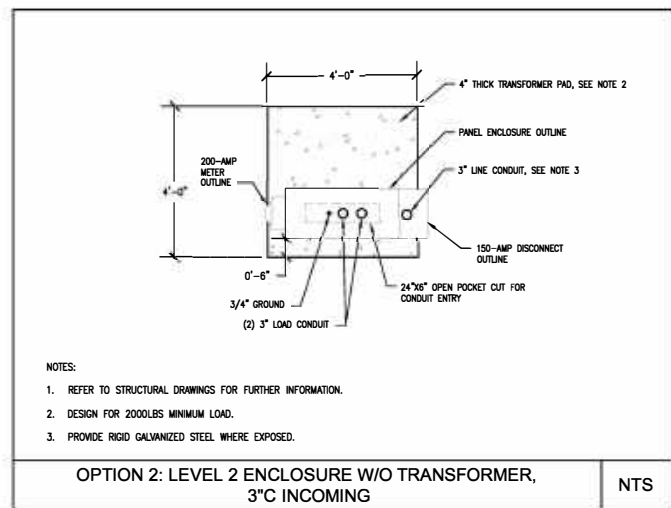 4'-0"
4" THICK TRANSFORMER PAD, SEE NOTE 2
PANEL ENCLOSURE OUTLINE
200-AMP
METER
OUTLINE
3" LINE CONDUIT, SEE NOTE 3
4'-0"
150-AMP DISCONNECT
OUTLINE
0'-6"
24"X6" OPEN POCKET CUT FOR
CONDUIT ENTRY
3/4" GROUND
(2) 3" LOAD CONDUIT
NOTES:
1. REFER TO STRUCTURAL DRAWINGS FOR FURTHER INFORMATION.
2. DESIGN FOR 2000LBS MINIMUM LOAD.
3. PROVIDE RIGID GALVANIZED STEEL WHERE EXPOSED.
OPTION 2: LEVEL 2 ENCLOSURE W/O TRANSFORMER,
3"C INCOMING
NTS